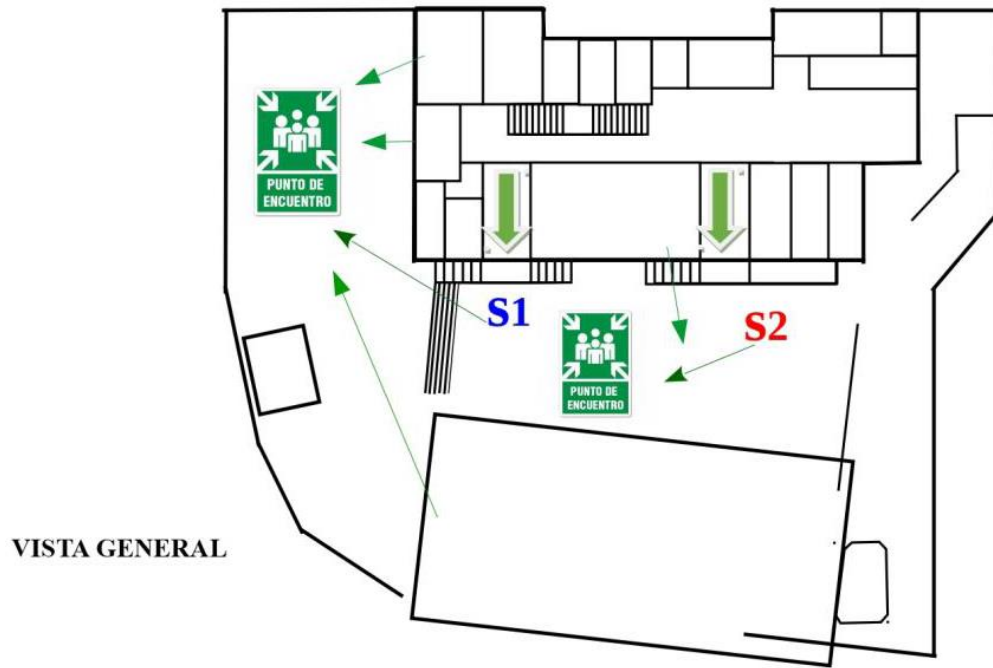 PUNTO DE
ENCUENTRO
S1
S2
PUNTO DE
ENCUENTRO
VISTA GENERAL